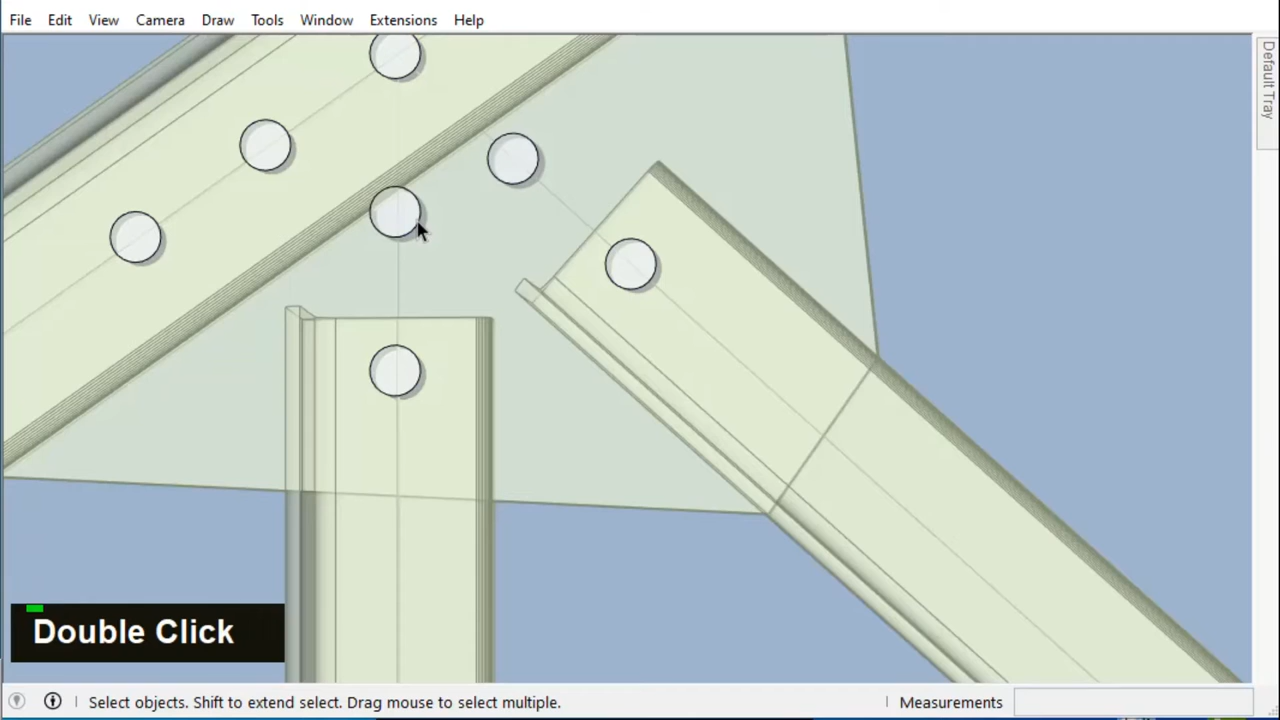 File Edit View Camera Draw Tools Window Extensions Help
Default Tray
Double Click
Select objects. Shift to extend select. Drag mouse to select multiple. Measurements